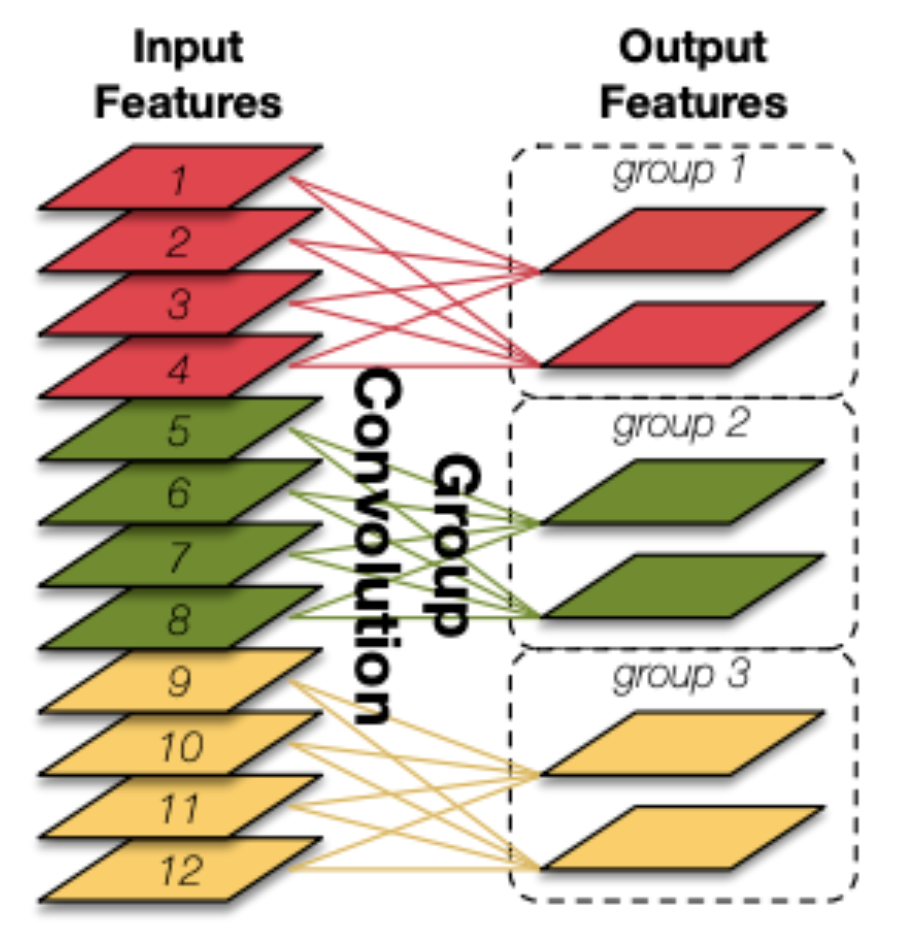 Input
Features
Output
Features
1
2
3
4
5
6
7
8
9
10
11
12
Group
Convolution
group 1
group 2
group 3